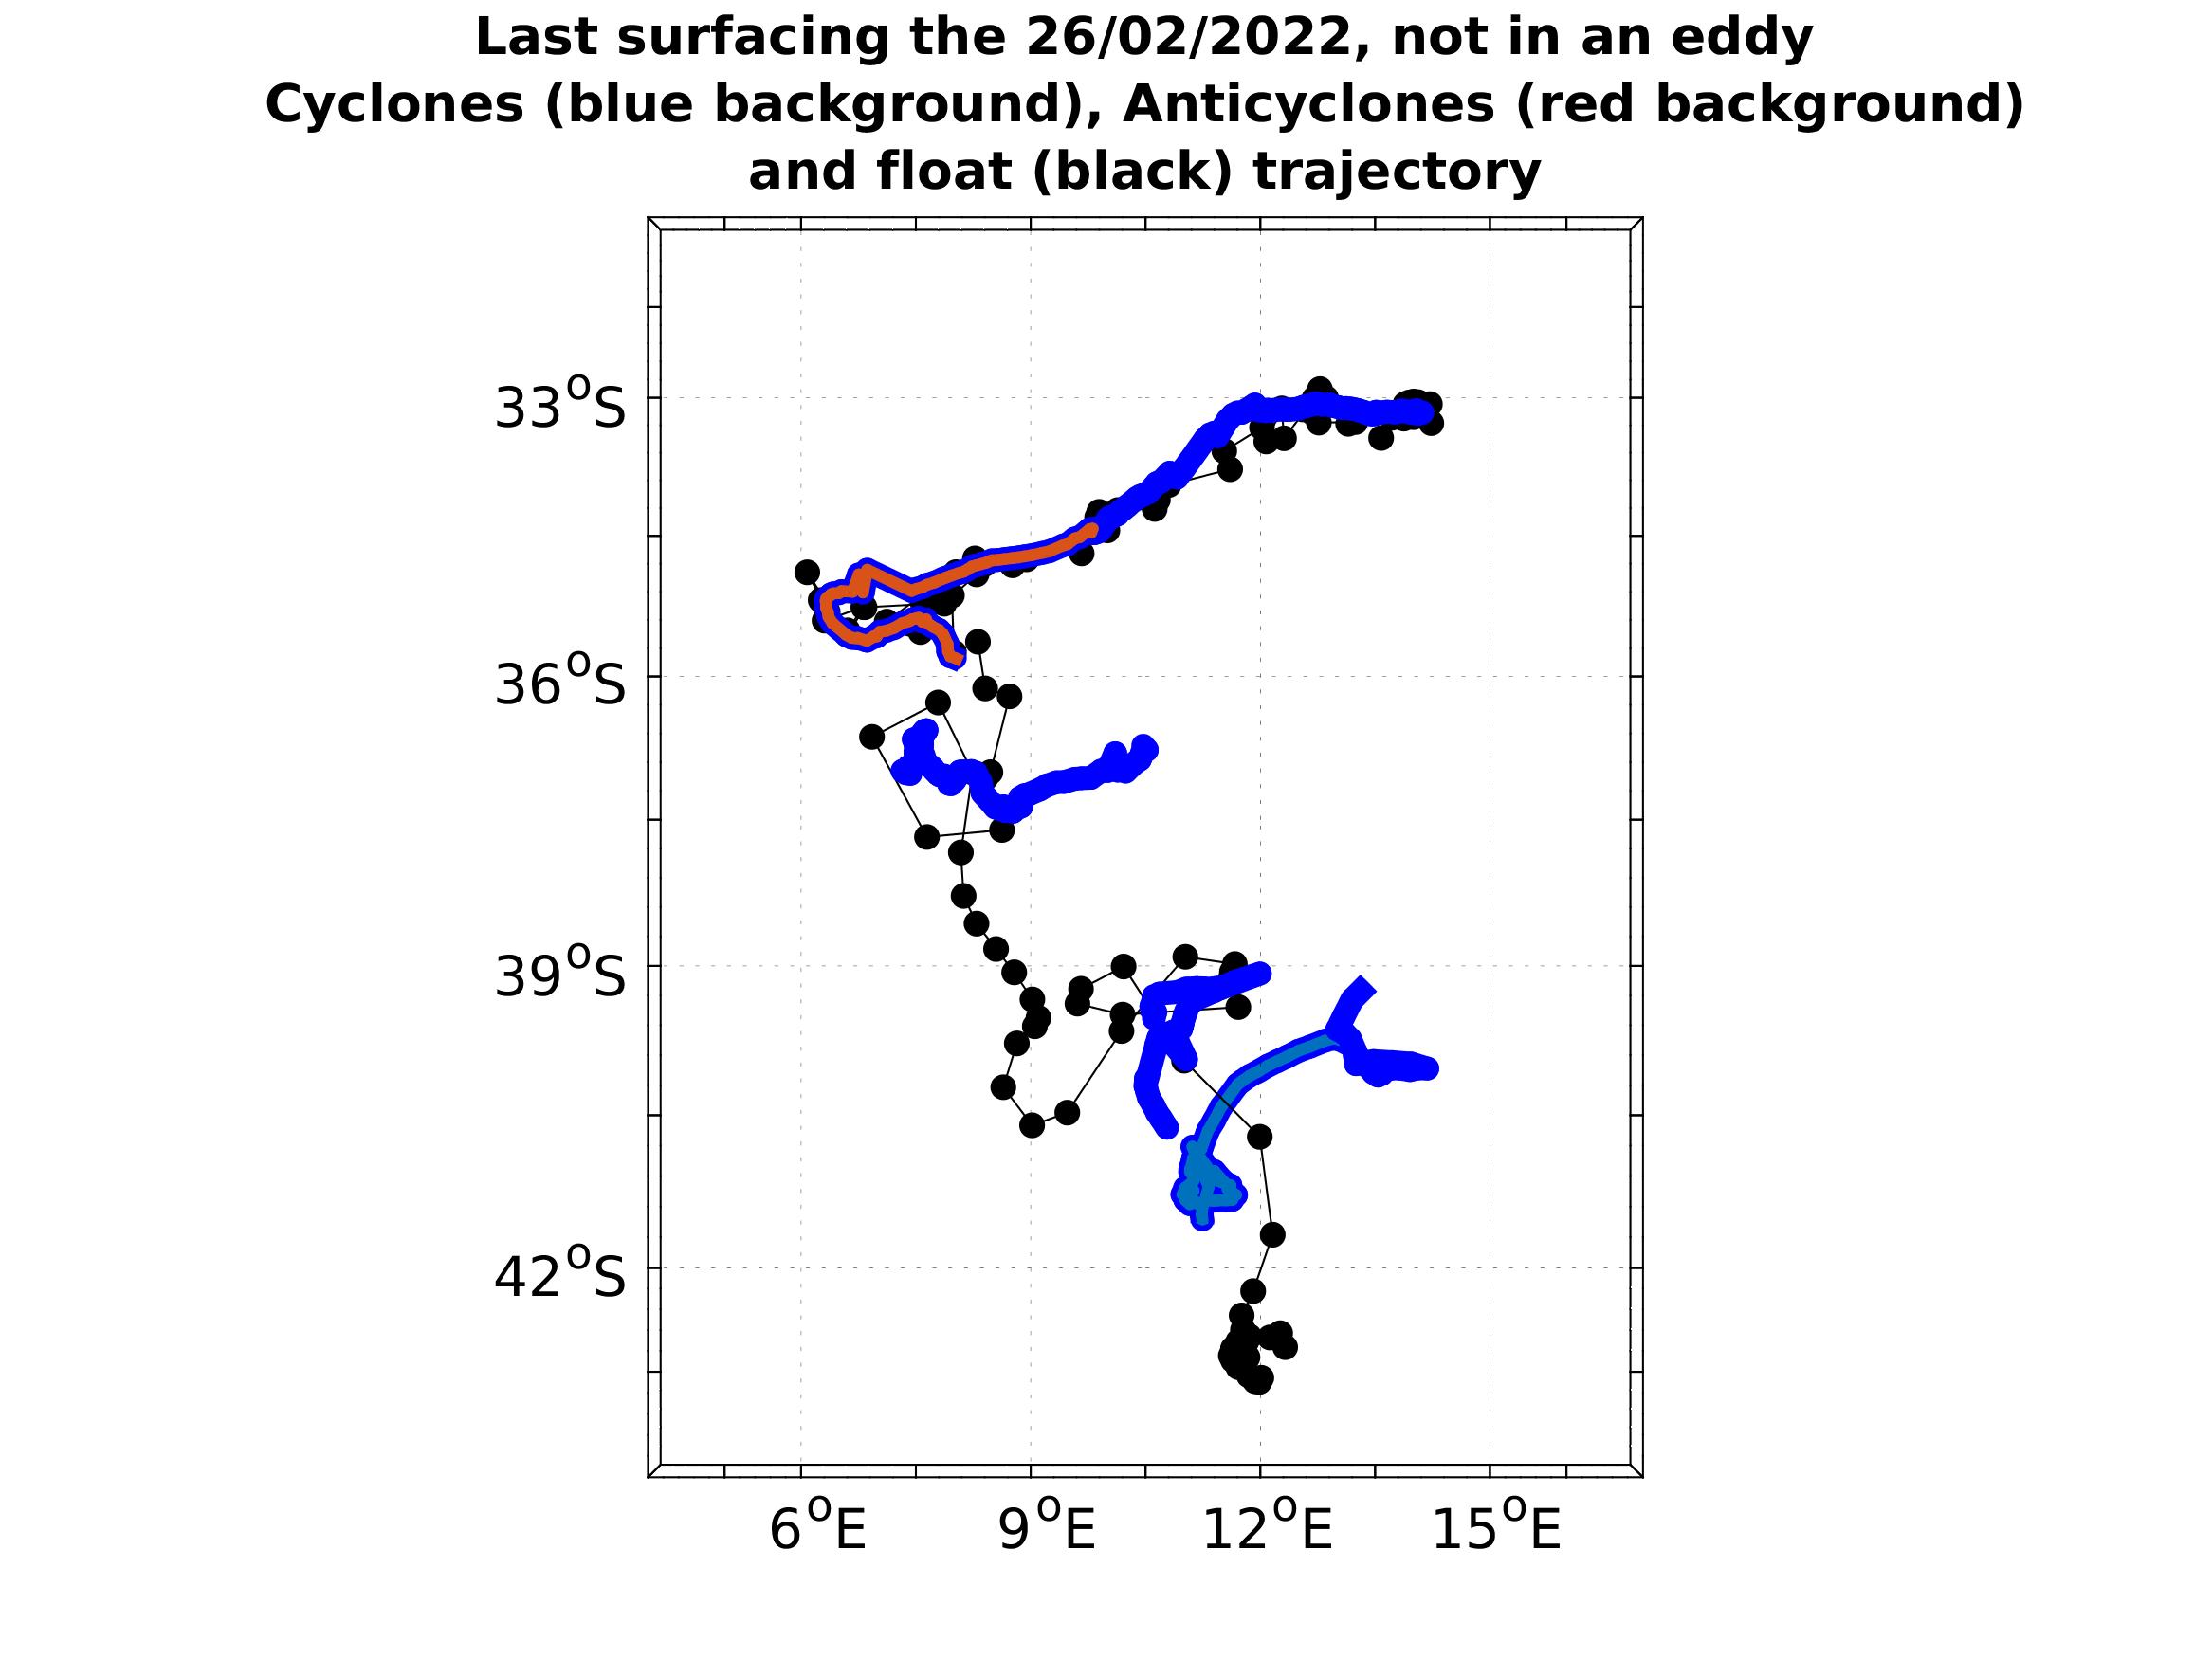 Last surfacing the 26/02/2022, not in an eddy
Cyclones (blue background), Anticyclones (red background)
and float (black) trajectory
33°S
36°S
39°S
42°S
6°E 9°E 12°E 15°E